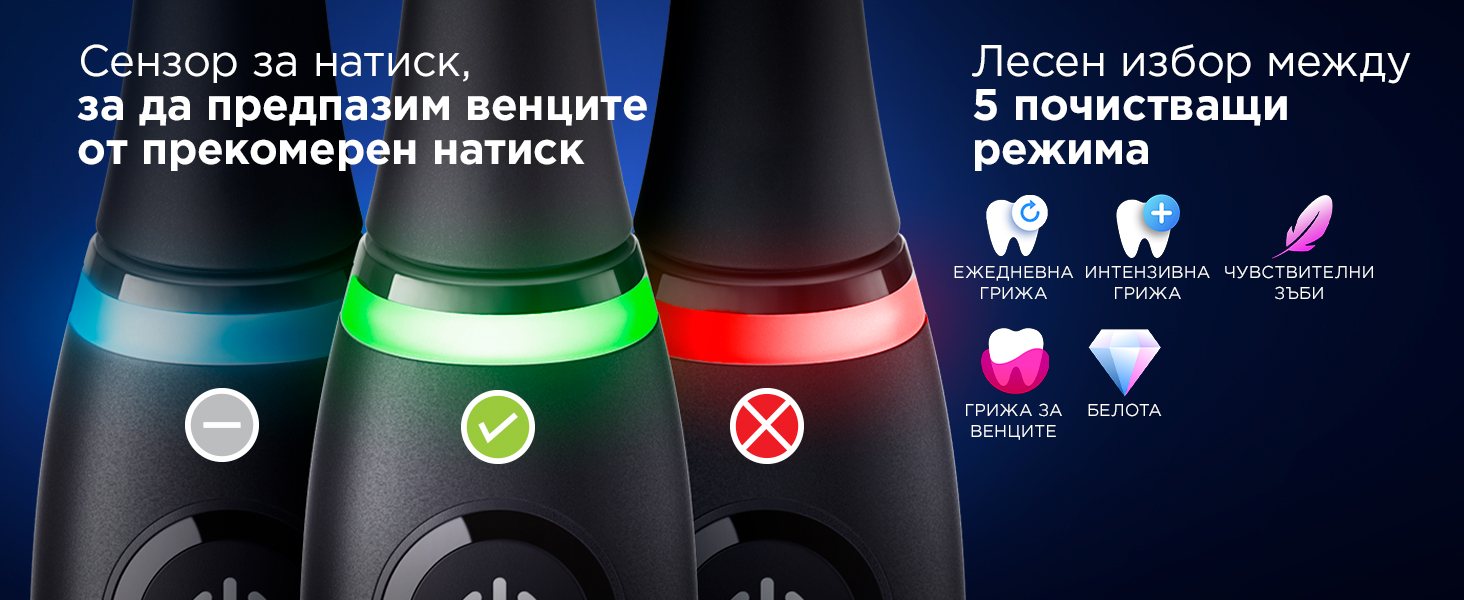 Сензор за натиск,
за да предпазим венците
от прекомерен натиск
Лесен избор между
5 почистващи
режима
ЕЖЕДНЕВНА
ГРИЖА
ИНТЕНЗИВНА
ГРИЖА
ЧУВСТВИТЕЛНИ
ЗЪБИ
ГРИЖА ЗА
ВЕНЦИТЕ
БЕЛОТА